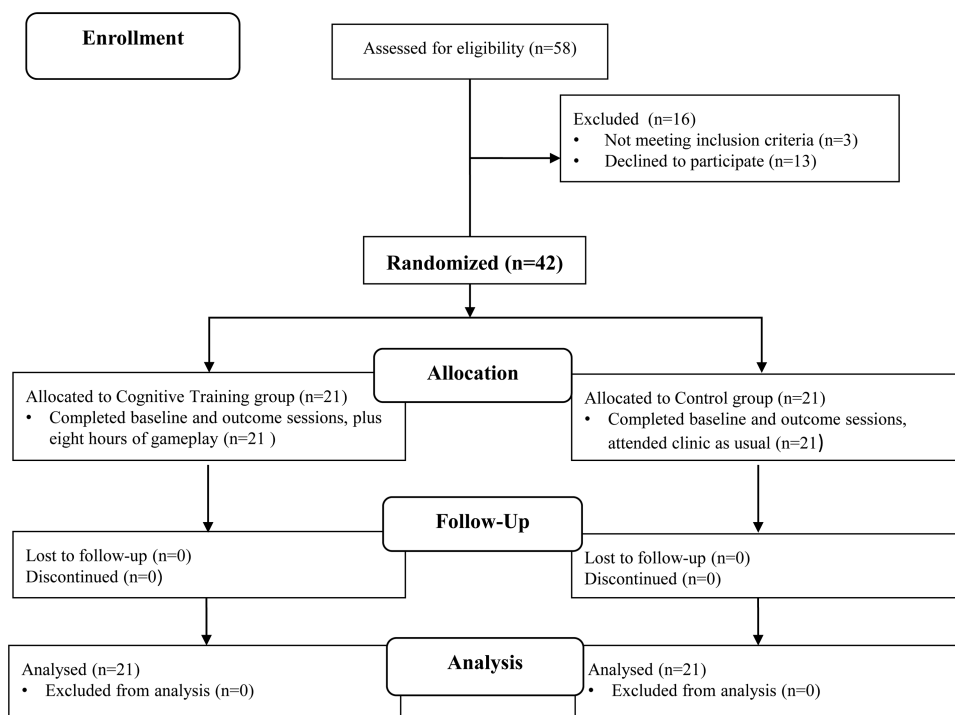 Enrollment
Assessed for eligibility (n=58)
Excluded (n=16)
• Not meeting inclusion criteria (n=3)
• Declined to participate (n=13)
Randomized (n=42)
Allocation
Allocated to Cognitive Training group (n=21)
• Completed baseline and outcome sessions, plus
eight hours of gameplay (n=21 )
Allocated to Control group (n=21)
• Completed baseline and outcome sessions,
attended clinic as usual (n=21)
Follow-Up
Lost to follow-up (n=0)
Discontinued (n=0)
Lost to follow-up (n=0)
Discontinued (n=0)
Analysis
Analysed (n=21)
• Excluded from analysis (n=0)
Analysed (n=21)
• Excluded from analysis (n=0)